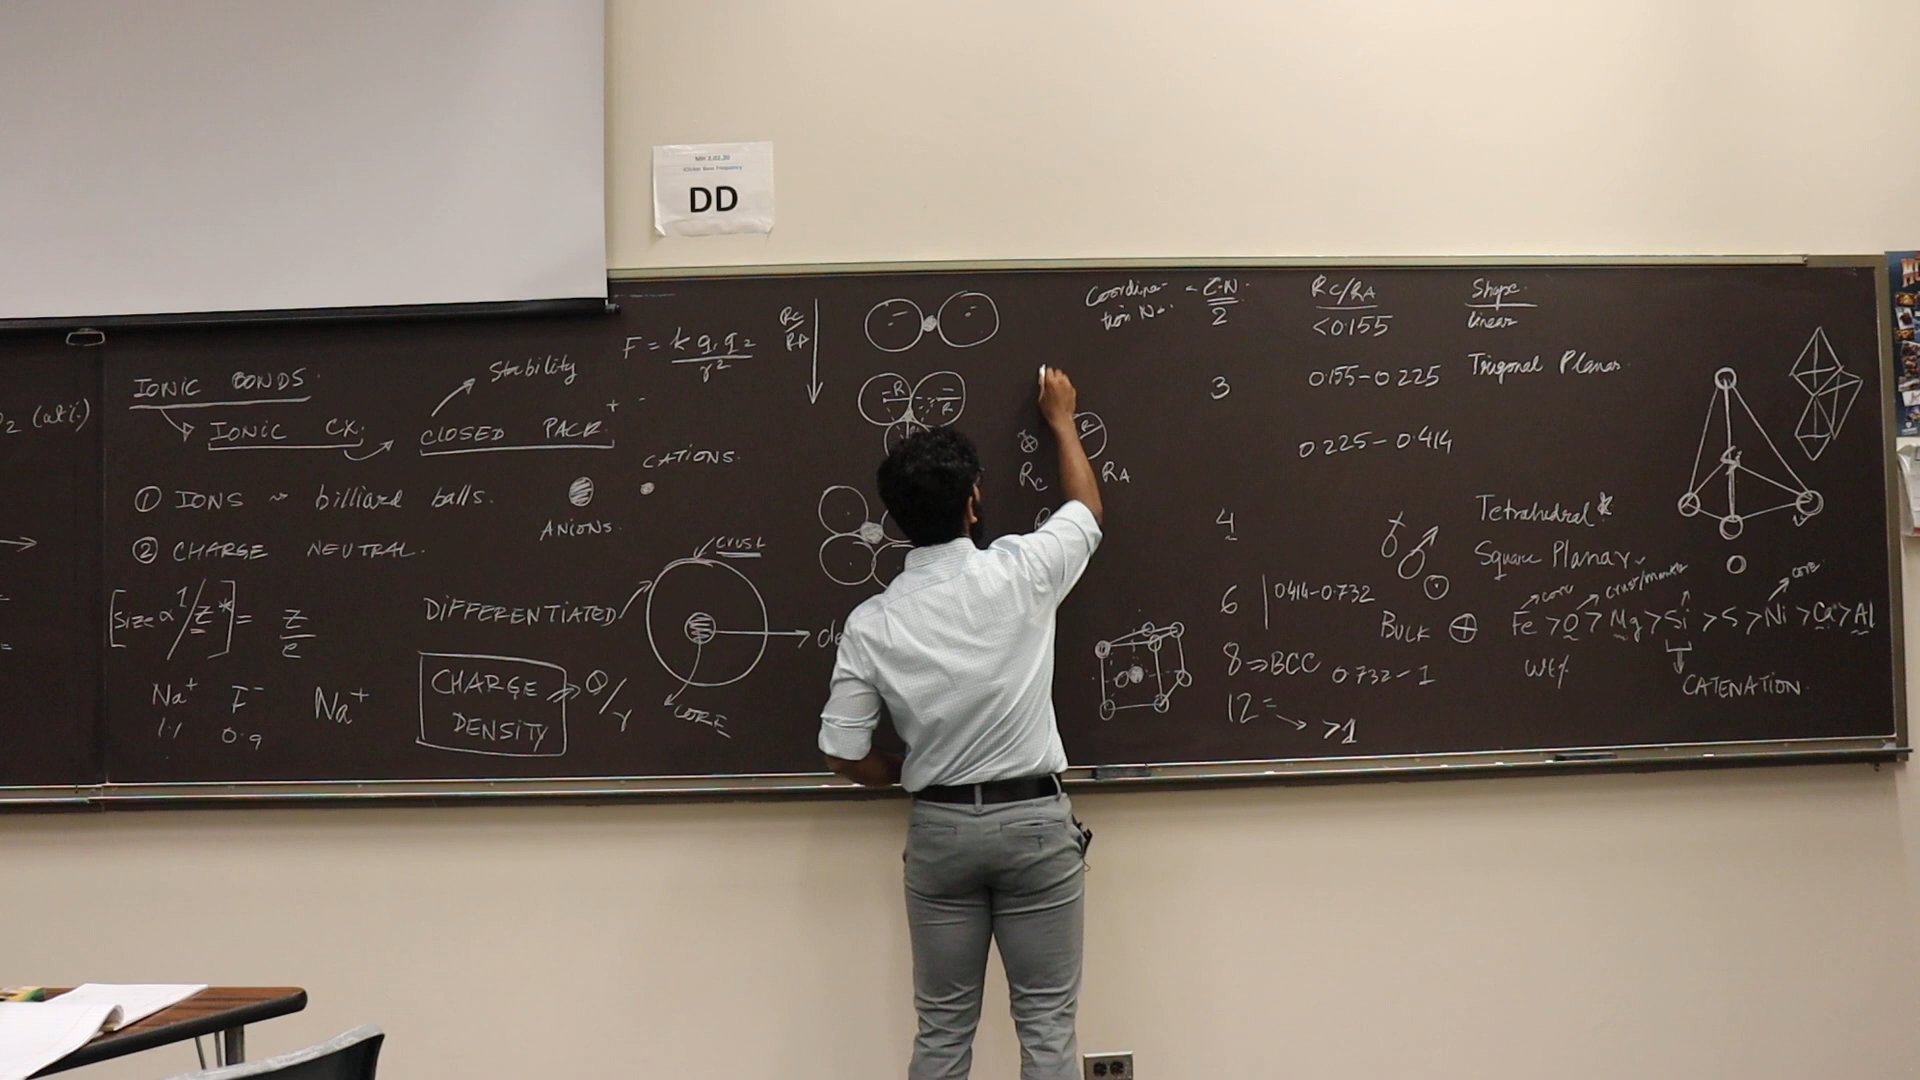 DD
IONIC BONDS
Stability
IONIC CX.
CLOSED PACK
+ -
① IONS ~ billiard balls.
② CHARGE NEUTRAL.
CATIONS.
ANIONS.
F = k q1 q2 / r²
Rc/RA
[size α 1/Z*] = Z/e
Na⁺ F⁻ Na⁺
1.1 0.9
DIFFERENTIATED
CRUST
CORE
CHARGE DENSITY ⇒ Q/r
R R
Rc RA
Coordination No. = C.N. Rc/RA Shape
2 <0.155 linear
3 0.155-0.225 Trigonal Planar
0.225-0.414
4 Tetrahedral
Square Planar
6 | 0.414-0.732
8 ⇒ BCC 0.732-1
12 = → >1
core crust/mantle core
BULK ⊕ Fe > O > Mg > Si > S > Ni > Ca > Al
wt%
CATENATION
Si